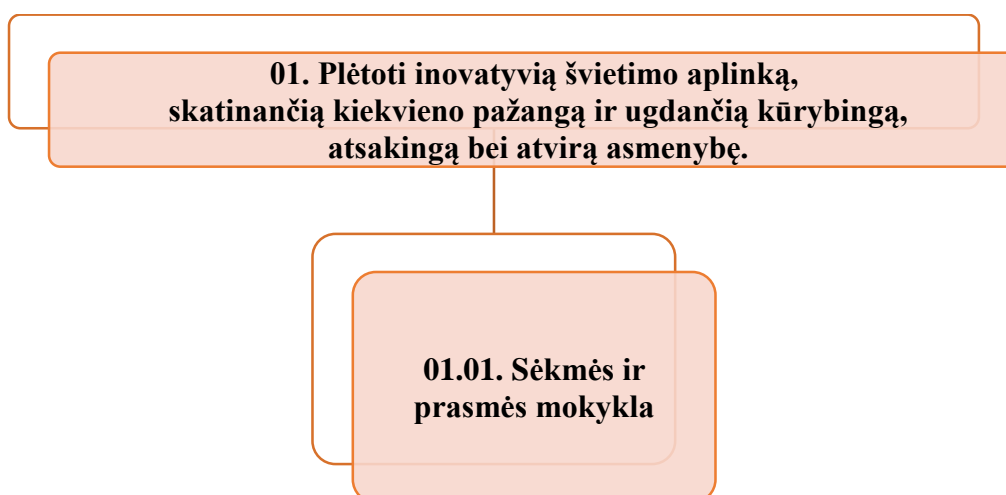 01. Plėtoti inovatyvią švietimo aplinką,
skatinančią kiekvieno pažangą ir ugdančią kūrybingą,
atsakingą bei atvirą asmenybę.
01.01. Sėkmės ir
prasmės mokykla